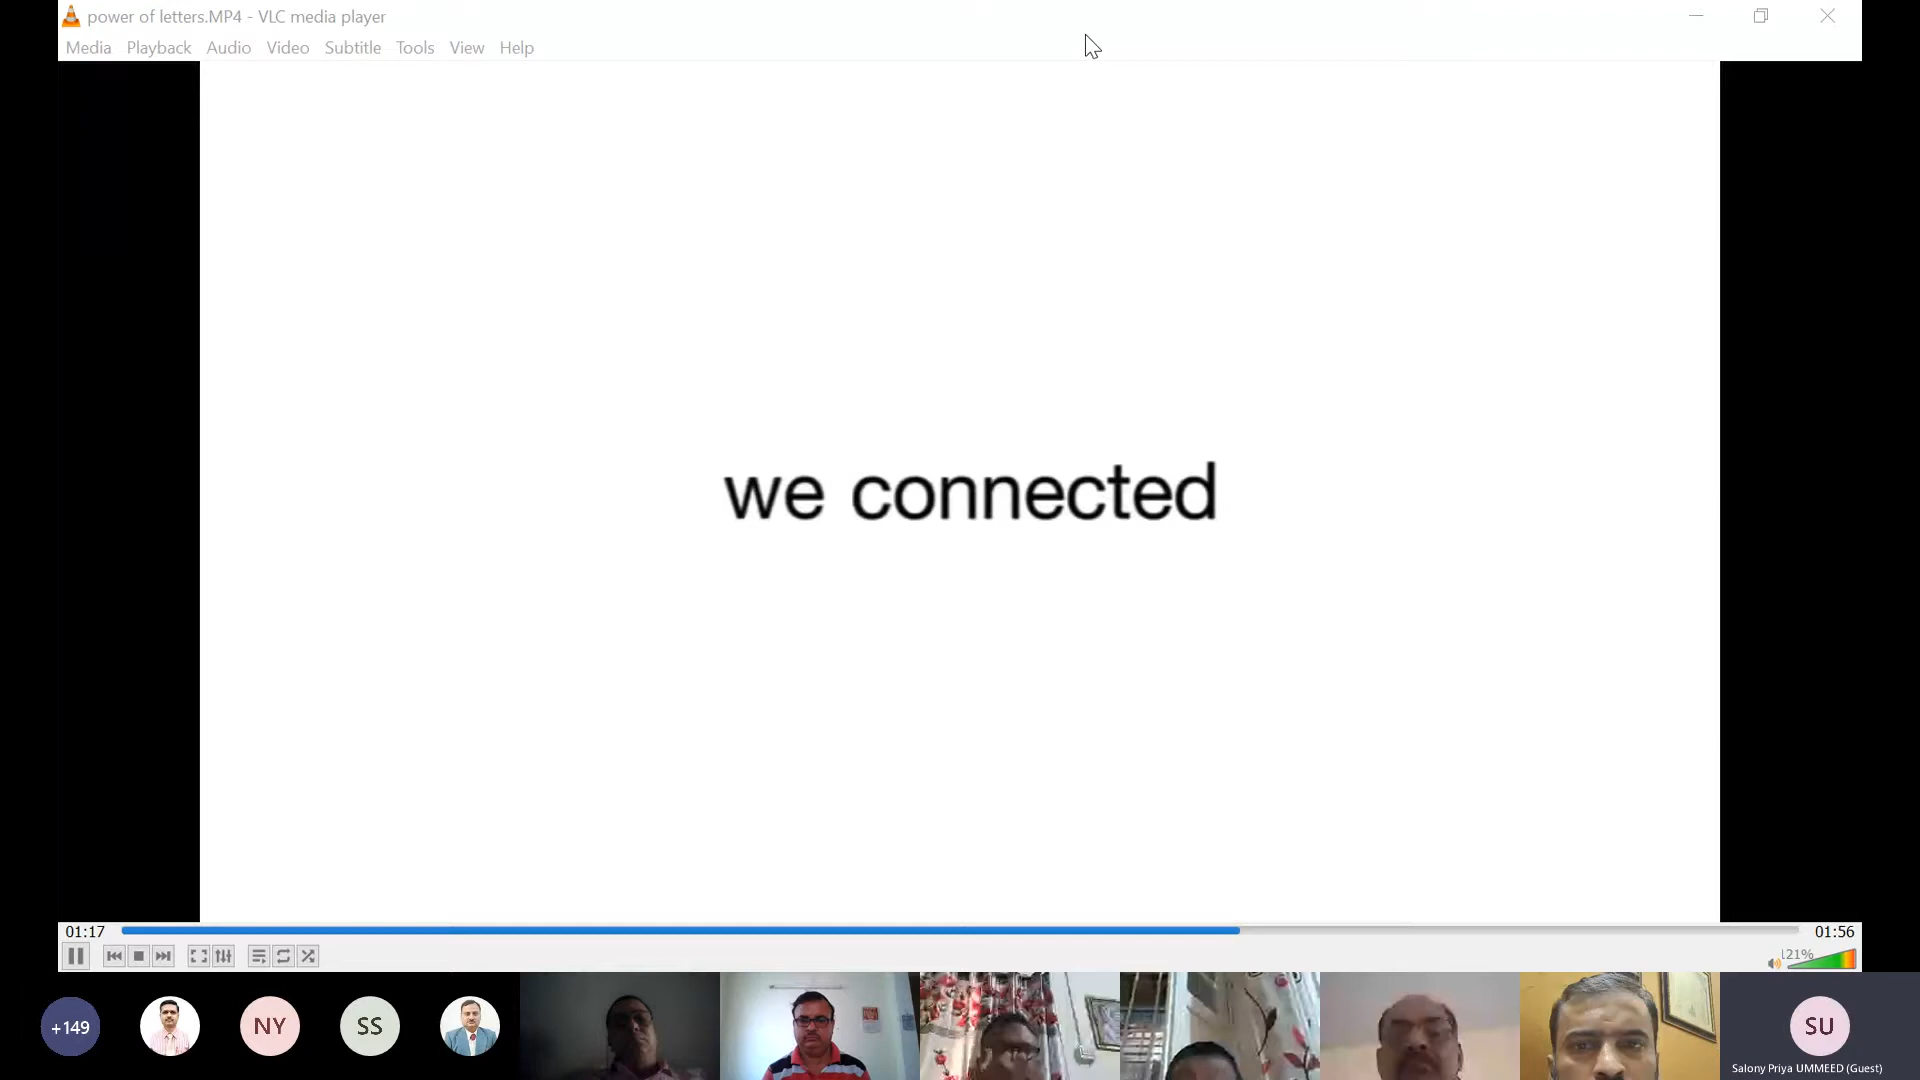 power of letters.MP4 - VLC media player
Media Playback Audio Video Subtitle Tools View Help
we connected
01:17
01:56
121%
+149
NY
SS
SU
Salony Priya UMMEED (Guest)